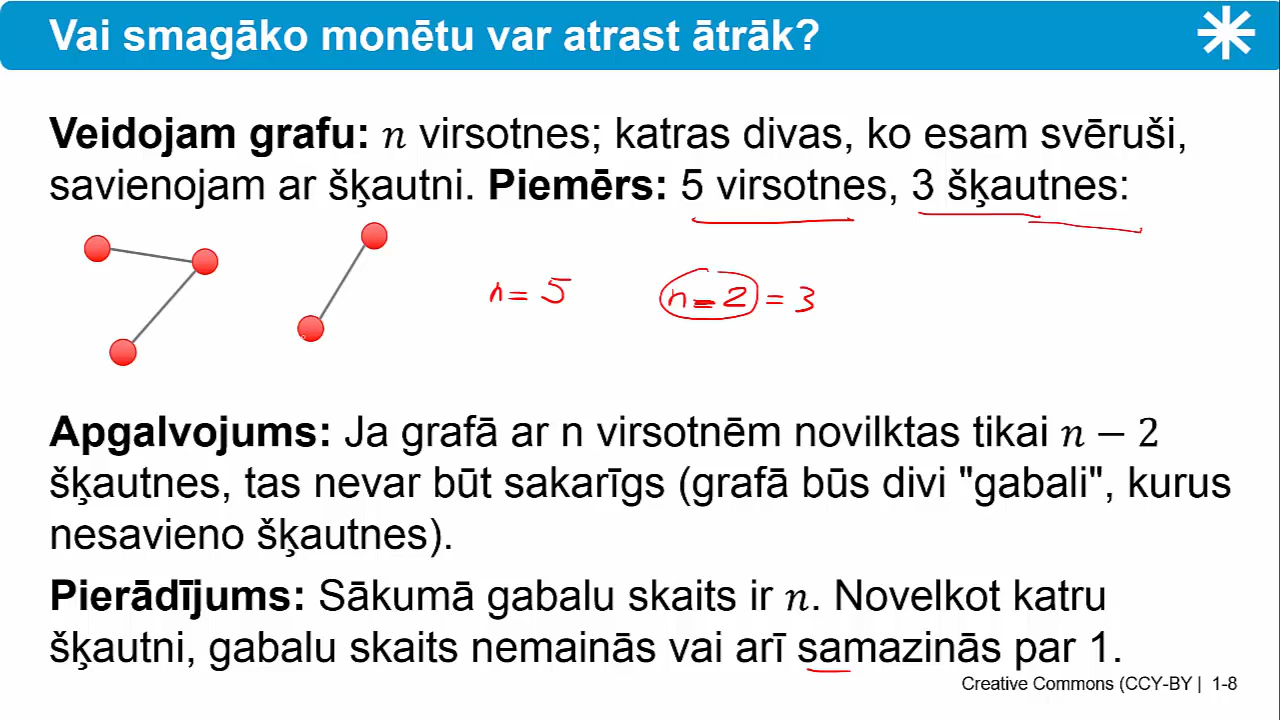 Vai smagāko monētu var atrast ātrāk?
Veidojam grafu: n virsotnes; katras divas, ko esam svēruši,
savienojam ar šķautni. Piemērs: 5 virsotnes, 3 šķautnes:
n = 5 n - 2 = 3
Apgalvojums: Ja grafā ar n virsotnēm novilktas tikai n − 2
šķautnes, tas nevar būt sakarīgs (grafā būs divi "gabali", kurus
nesavieno šķautnes).
Pierādījums: Sākumā gabalu skaits ir n. Novelkot katru
šķautni, gabalu skaits nemainās vai arī samazinās par 1.
Creative Commons (CCY-BY | 1-8